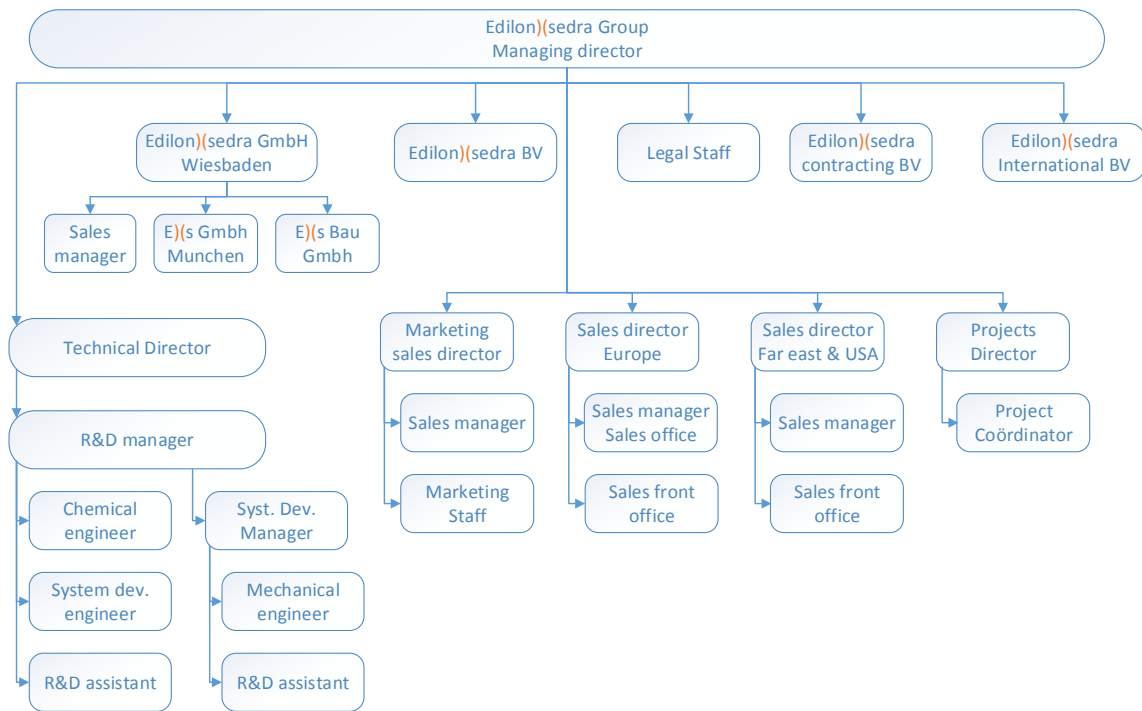 Edilon)(sedra Group
Managing director
Edilon)(sedra GmbH
Wiesbaden
Edilon)(sedra BV
Legal Staff
Edilon)(sedra
contracting BV
Edilon)(sedra
International BV
Sales
manager
E)(s Gmbh
Munchen
E)(s Bau
Gmbh
Technical Director
Marketing
sales director
Sales director
Europe
Sales director
Far east & USA
Projects
Director
R&D manager
Sales manager
Sales manager
Sales office
Sales manager
Project
Coördinator
Marketing
Staff
Sales front
office
Sales front
office
Chemical
engineer
Syst. Dev.
Manager
System dev.
engineer
Mechanical
engineer
R&D assistant
R&D assistant